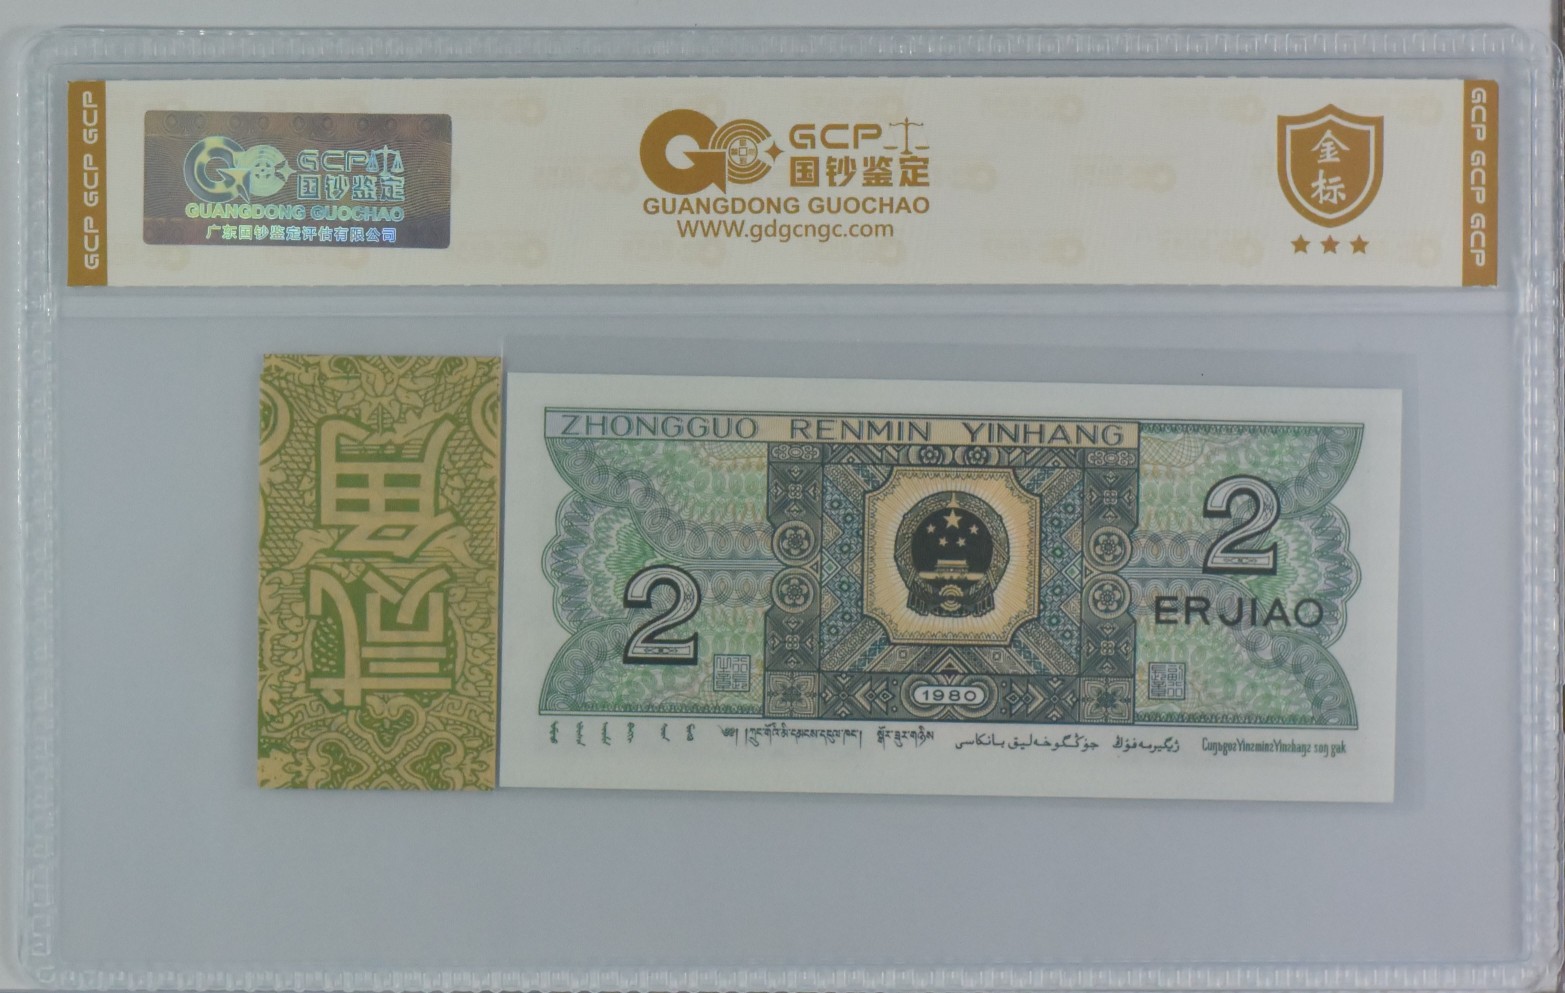 GCP GCP GCP
GCP
国钞鉴定
GUANGDONG GUOCHAO
广东国钞鉴定评估有限公司
GCP
国钞鉴定
GUANGDONG GUOCHAO
www.gdgcngc.com
金
标
GCP GCP GCP
ZHONGGUO RENMIN YINHANG
2
2
ERJIAO
1980